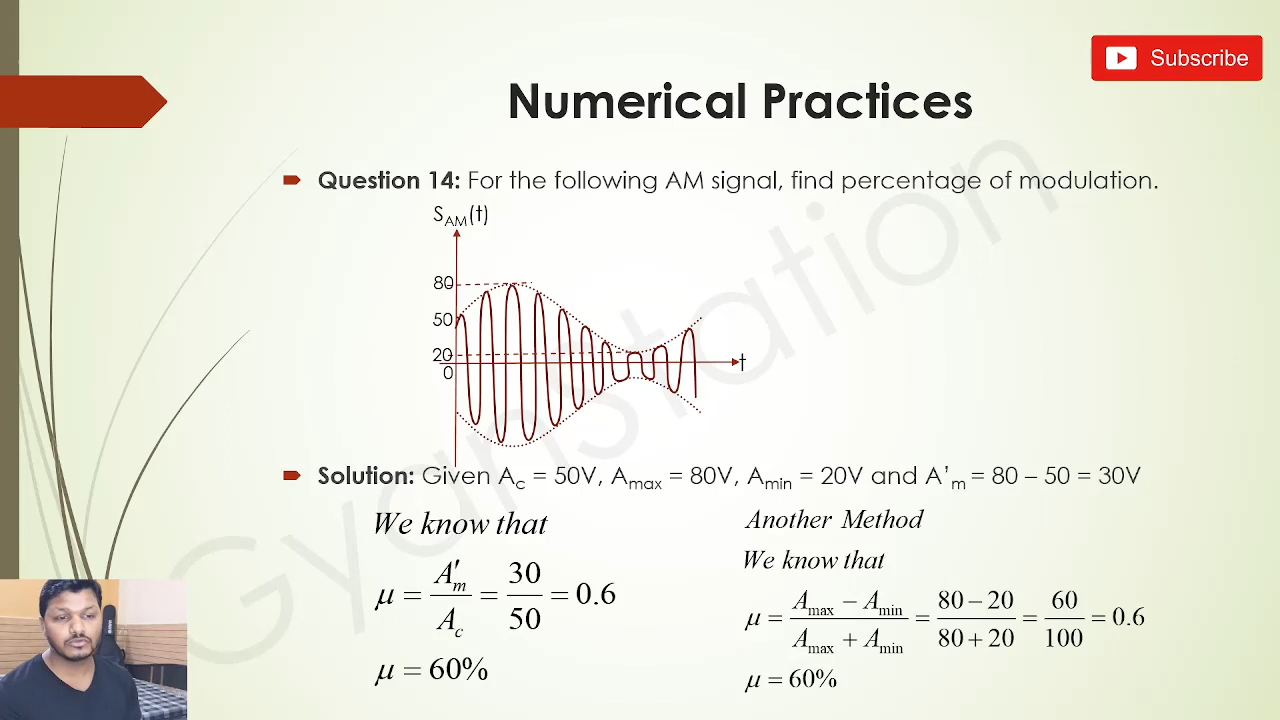 Subscribe
Numerical Practices
Question 14: For the following AM signal, find percentage of modulation.
S_AM(t)
80
50
20
0
t
Solution: Given A_c = 50V, A_max = 80V, A_min = 20V and A’_m = 80 – 50 = 30V
We know that
μ = A′_m / A_c = 30 / 50 = 0.6
μ = 60%
Another Method
We know that
μ = (A_max − A_min) / (A_max + A_min) = (80 − 20) / (80 + 20) = 60 / 100 = 0.6
μ = 60%
Gyanstation